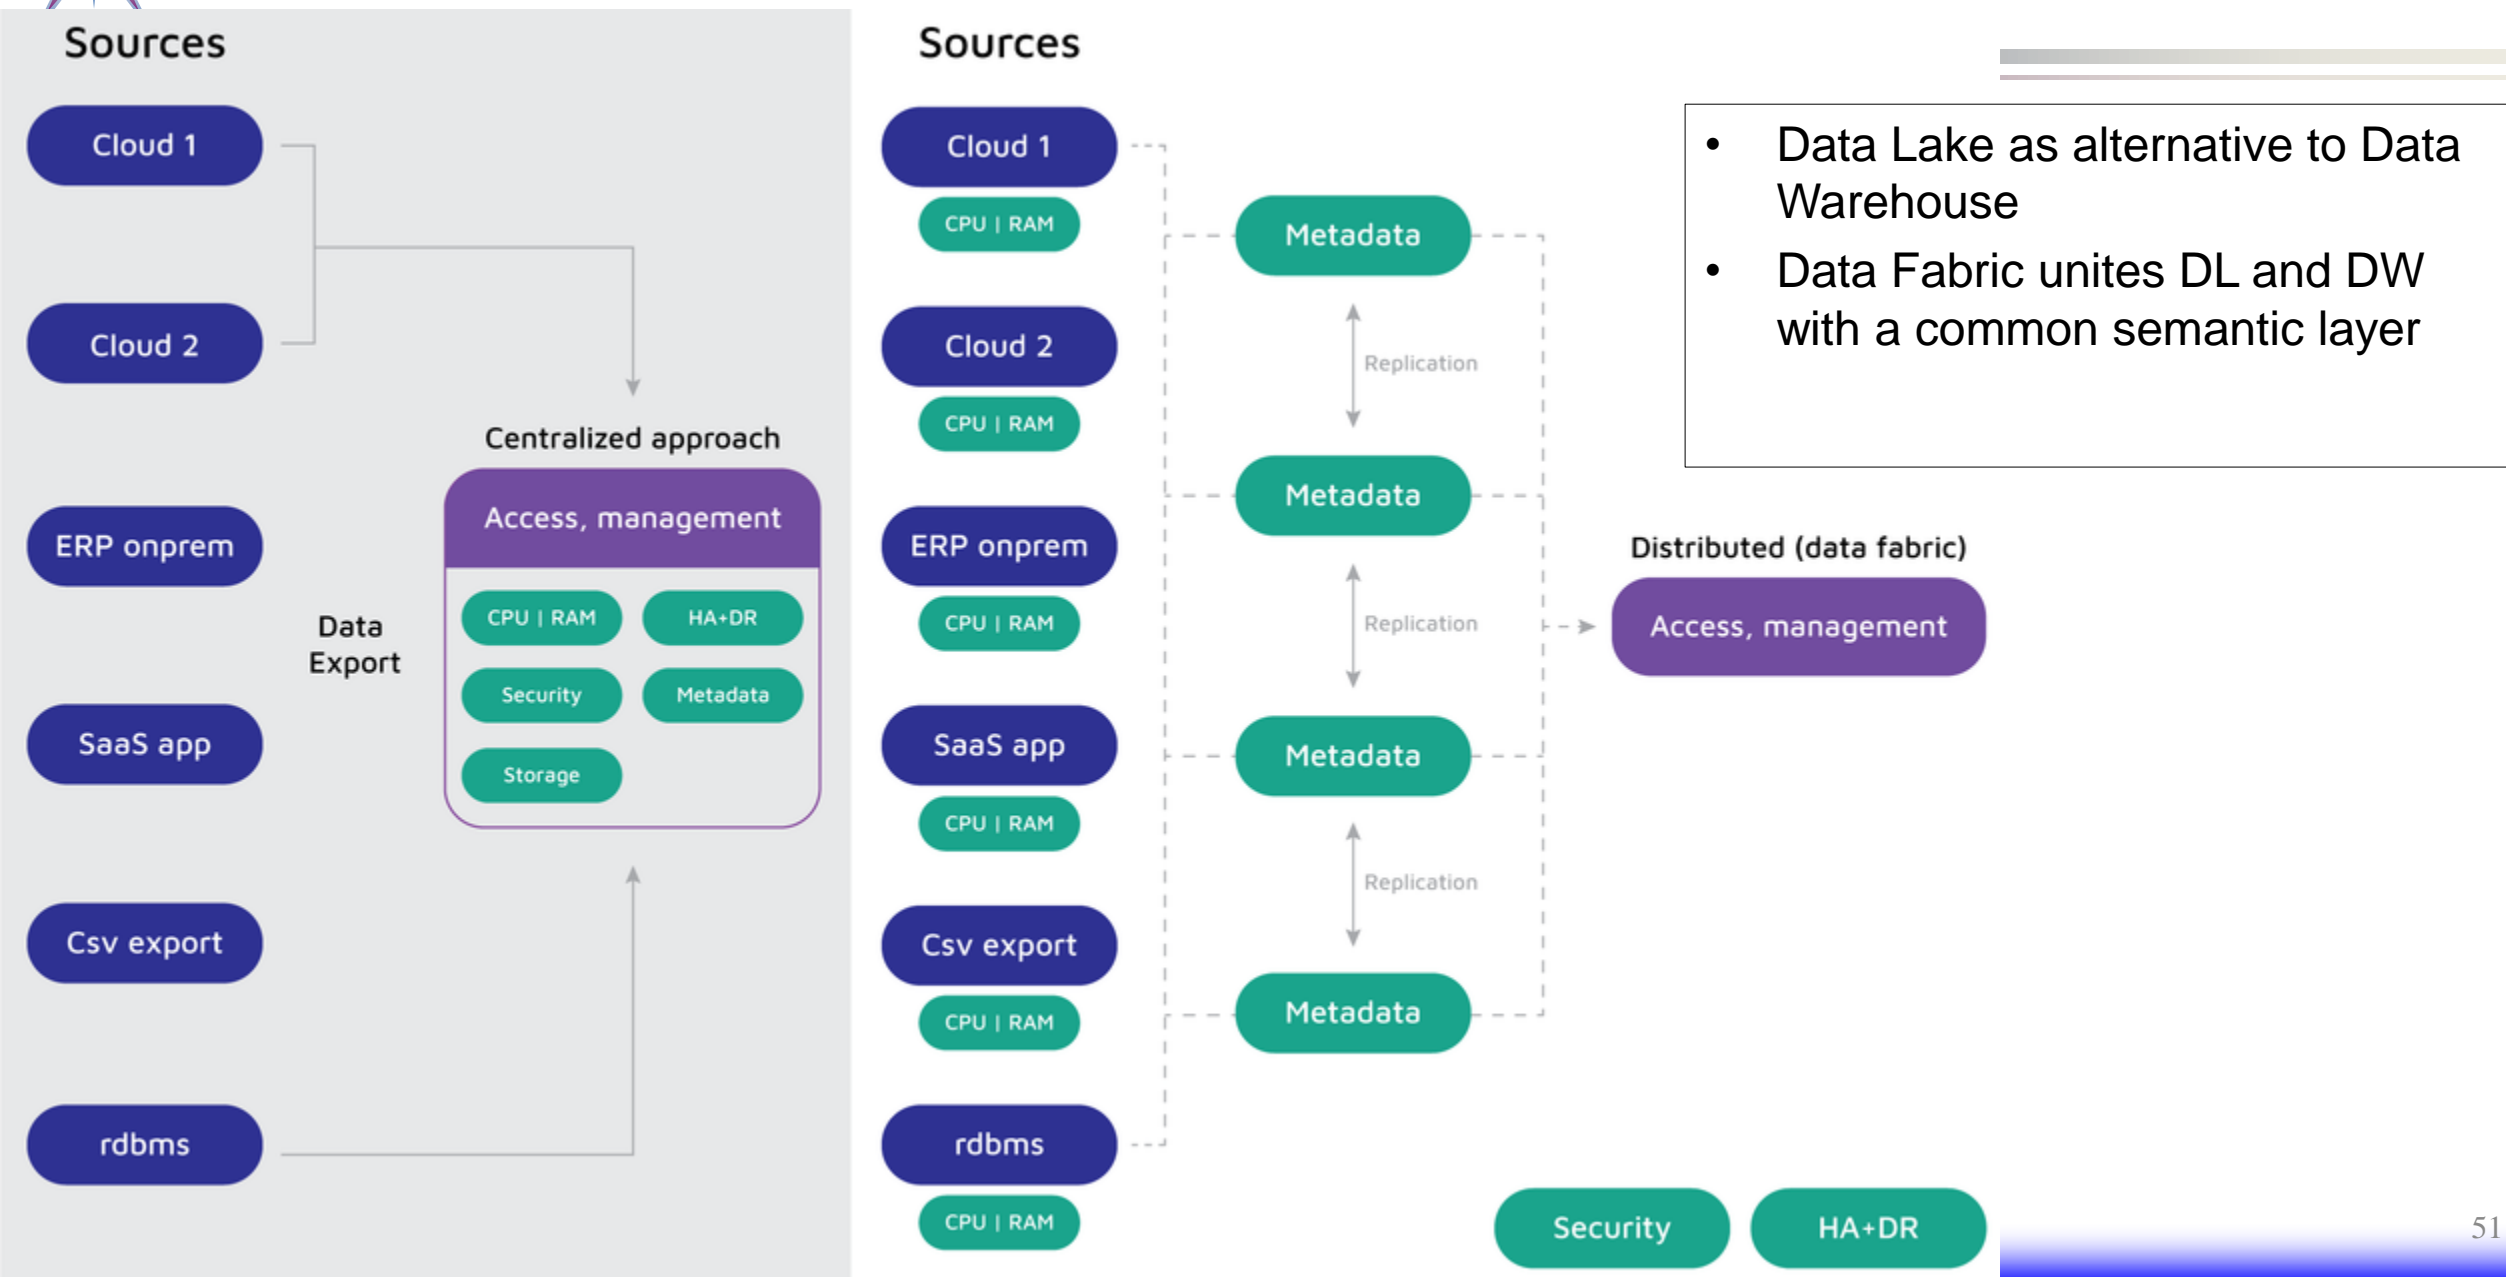 Sources
Cloud 1
Cloud 2
ERP onprem
SaaS app
Csv export
rdbms
Data
Export
Centralized approach
Access, management
CPU | RAM
HA+DR
Security
Metadata
Storage
Sources
Cloud 1
CPU | RAM
Cloud 2
CPU | RAM
ERP onprem
CPU | RAM
SaaS app
CPU | RAM
Csv export
CPU | RAM
rdbms
CPU | RAM
Metadata
Replication
Metadata
Replication
Metadata
Replication
Metadata
• Data Lake as alternative to Data
Warehouse
• Data Fabric unites DL and DW
with a common semantic layer
Distributed (data fabric)
Access, management
Security
HA+DR
51